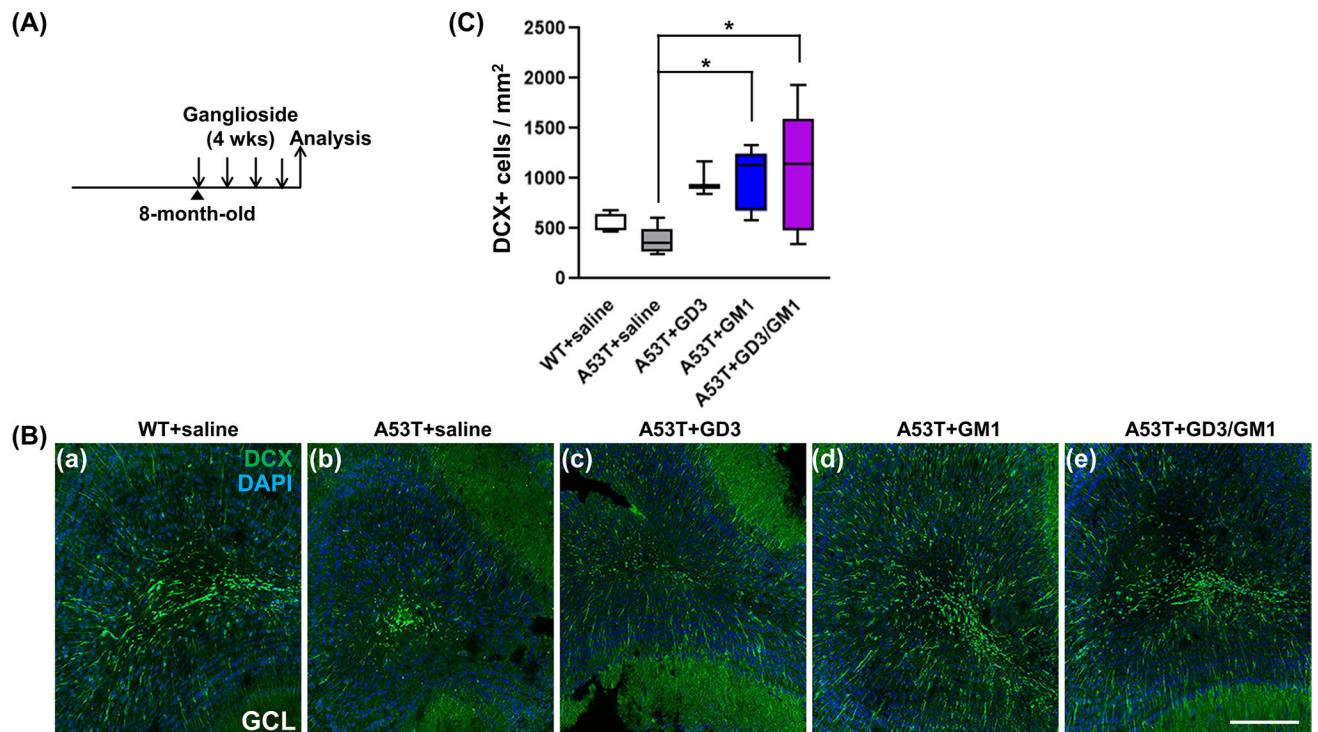 (A)
Ganglioside
(4 wks)
Analysis
8-month-old
(C)
DCX+ cells / mm²
2500
2000
1500
1000
500
0
*
*
WT+saline
A53T+saline
A53T+GD3
A53T+GM1
A53T+GD3/GM1
(B)
WT+saline
A53T+saline
A53T+GD3
A53T+GM1
A53T+GD3/GM1
(a)
DCX
DAPI
GCL
(b)
(c)
(d)
(e)